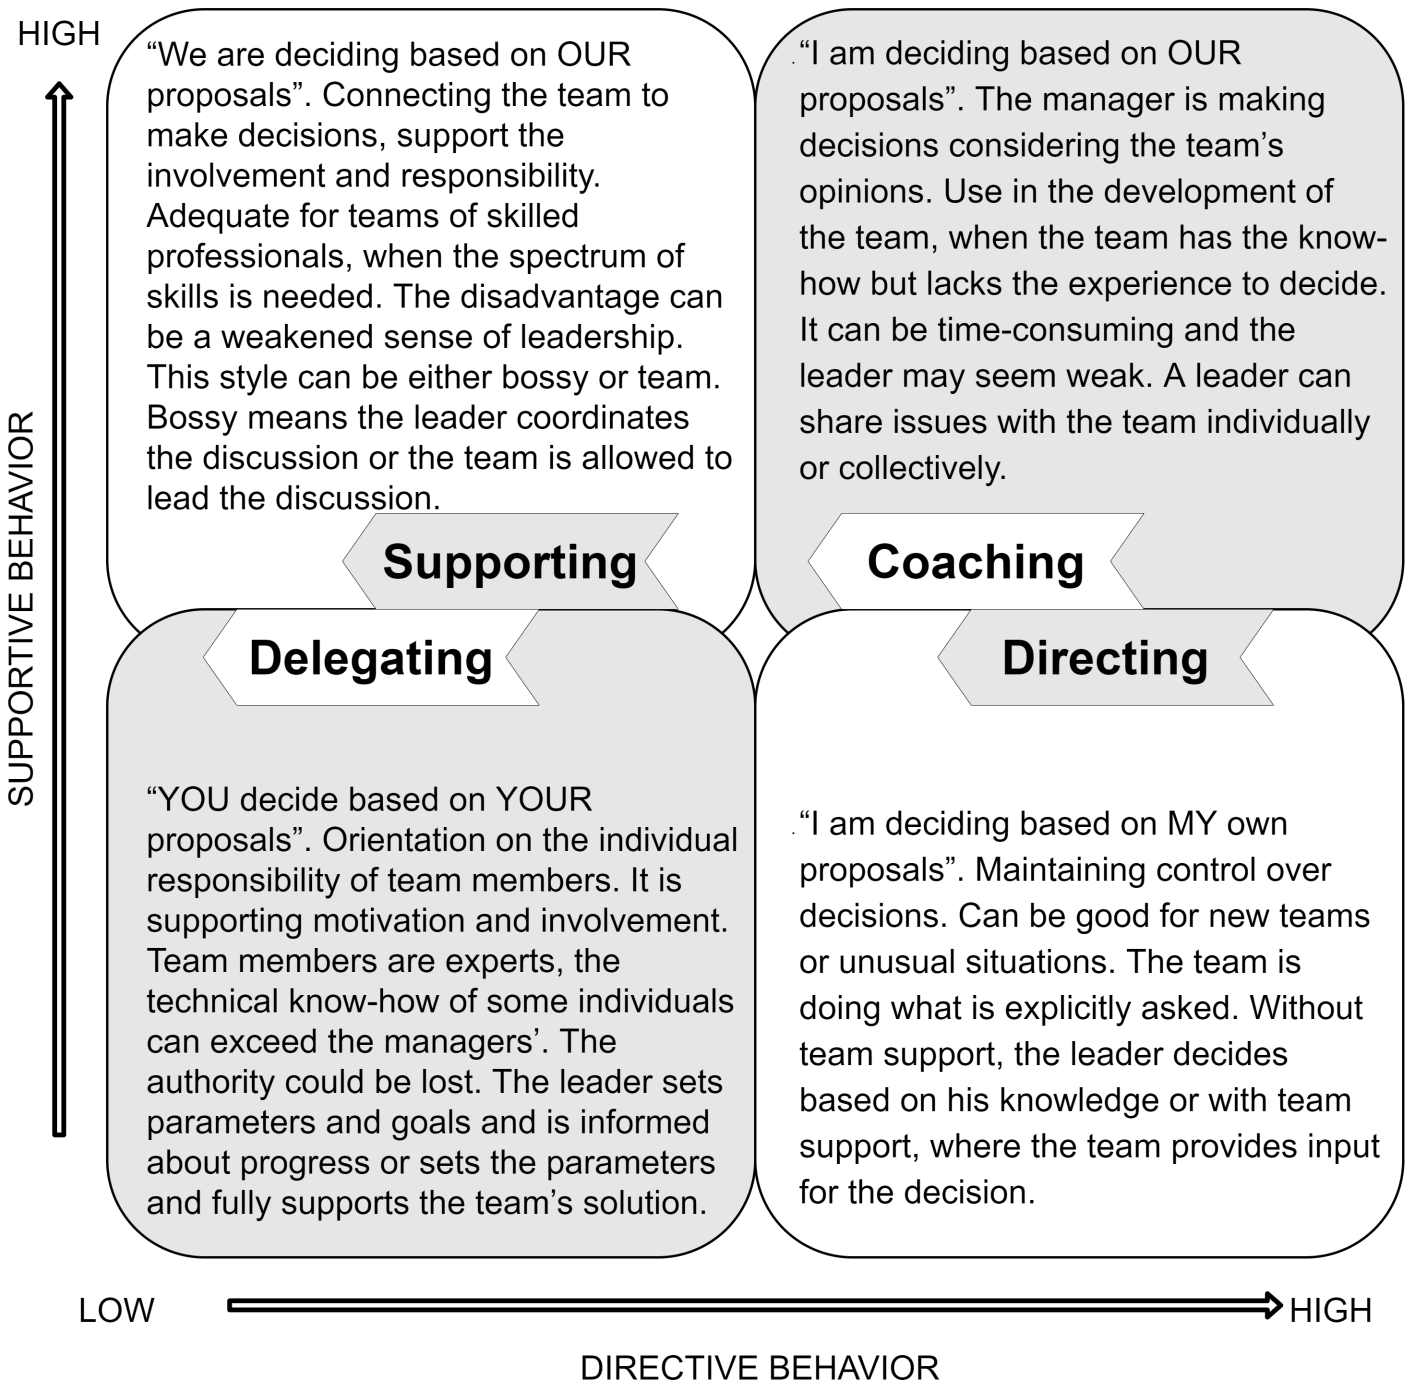 HIGH
“We are deciding based on OUR
proposals”. Connecting the team to
make decisions, support the
involvement and responsibility.
Adequate for teams of skilled
professionals, when the spectrum of
skills is needed. The disadvantage can
be a weakened sense of leadership.
This style can be either bossy or team.
Bossy means the leader coordinates
the discussion or the team is allowed to
lead the discussion.
Supporting
. “I am deciding based on OUR
proposals”. The manager is making
decisions considering the team’s
opinions. Use in the development of
the team, when the team has the know-
how but lacks the experience to decide.
It can be time-consuming and the
leader may seem weak. A leader can
share issues with the team individually
or collectively.
Coaching
SUPPORTIVE BEHAVIOR
Delegating
“YOU decide based on YOUR
proposals”. Orientation on the individual
responsibility of team members. It is
supporting motivation and involvement.
Team members are experts, the
technical know-how of some individuals
can exceed the managers’. The
authority could be lost. The leader sets
parameters and goals and is informed
about progress or sets the parameters
and fully supports the team’s solution.
Directing
. “I am deciding based on MY own
proposals”. Maintaining control over
decisions. Can be good for new teams
or unusual situations. The team is
doing what is explicitly asked. Without
team support, the leader decides
based on his knowledge or with team
support, where the team provides input
for the decision.
LOW
HIGH
DIRECTIVE BEHAVIOR